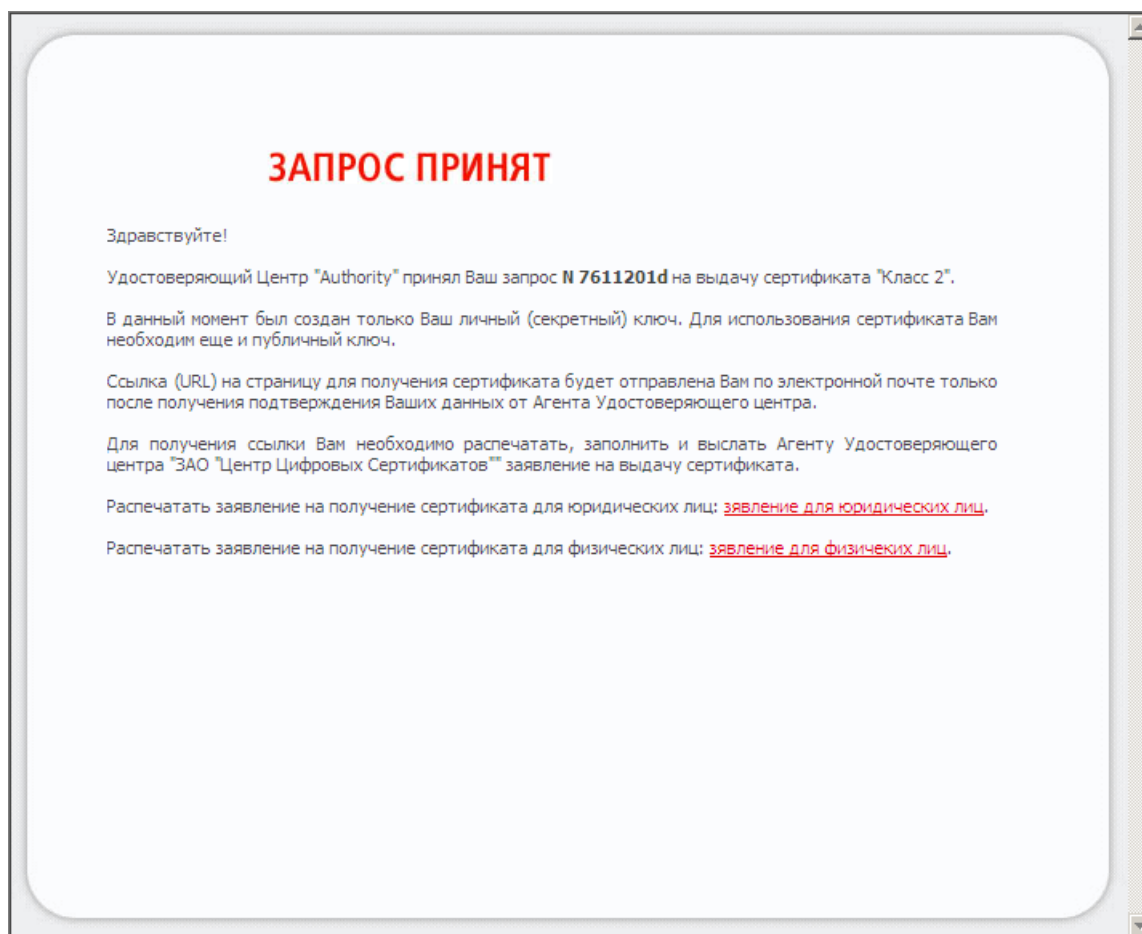 ЗАПРОС ПРИНЯТ
Здравствуйте!
Удостоверяющий Центр "Authority" принял Ваш запрос N 7611201d на выдачу сертификата "Класс 2".
В данный момент был создан только Ваш личный (секретный) ключ. Для использования сертификата Вам
необходим еще и публичный ключ.
Ссылка (URL) на страницу для получения сертификата будет отправлена Вам по электронной почте только
после получения подтверждения Ваших данных от Агента Удостоверяющего центра.
Для получения ссылки Вам необходимо распечатать, заполнить и выслать Агенту Удостоверяющего
центра "ЗАО "Центр Цифровых Сертификатов"" заявление на выдачу сертификата.
Распечатать заявление на получение сертификата для юридических лиц: зявление для юридических лиц.
Распечатать заявление на получение сертификата для физических лиц: зявление для физичеких лиц.